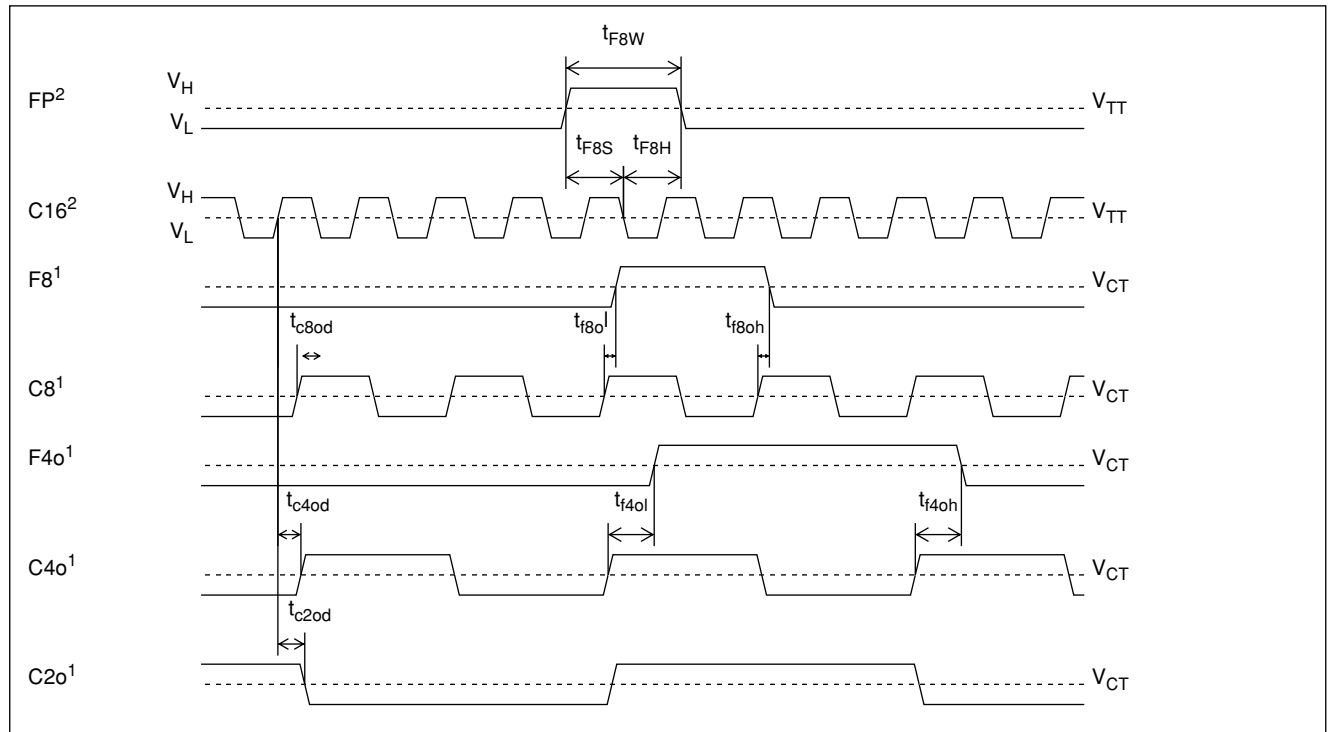 tF8W
VH
FP²
VL
VTT
tF8S
tF8H
VH
C16²
VL
VTT
F8¹
VCT
tc8od
tf8ol
tf8oh
C8¹
VCT
F4o¹
VCT
tc4od
tf4ol
tf4oh
C4o¹
VCT
tc2od
C2o¹
VCT